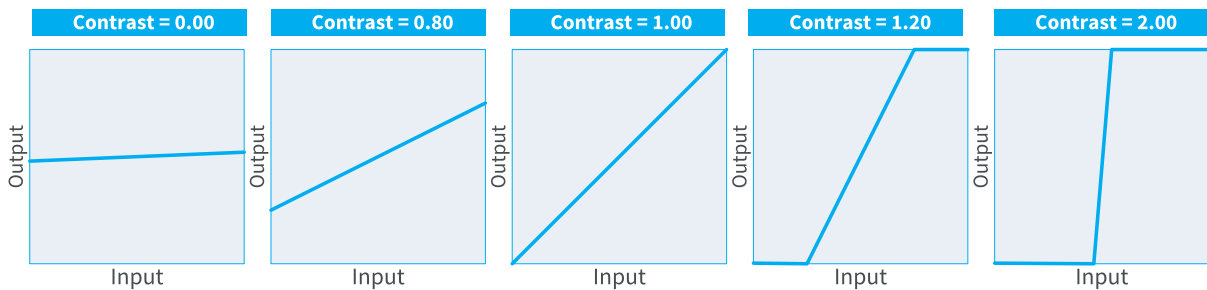 Contrast = 0.00
Contrast = 0.80
Contrast = 1.00
Contrast = 1.20
Contrast = 2.00
Output
Output
Output
Output
Output
Input
Input
Input
Input
Input